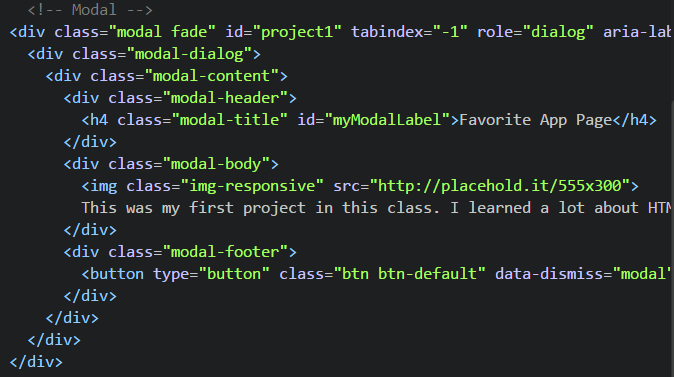 <!-- Modal -->
<div class="modal fade" id="project1" tabindex="-1" role="dialog" aria-lab
<div class="modal-dialog">
<div class="modal-content">
<div class="modal-header">
<h4 class="modal-title" id="myModalLabel">Favorite App Page</h4>
</div>
<div class="modal-body">
<img class="img-responsive" src="http://placehold.it/555x300">
This was my first project in this class. I learned a lot about HTM
</div>
<div class="modal-footer">
<button type="button" class="btn btn-default" data-dismiss="modal"
</div>
</div>
</div>
</div>